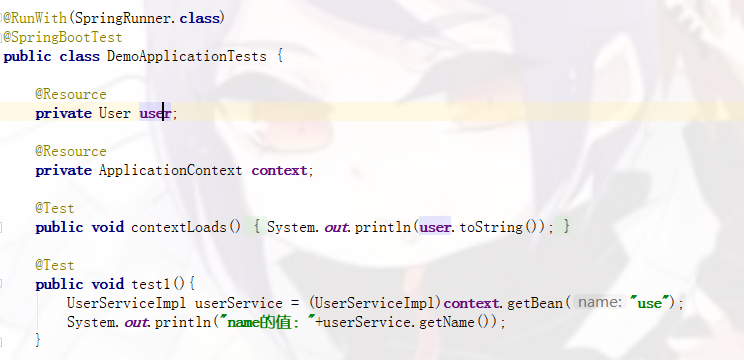 @RunWith(SpringRunner.class)
@SpringBootTest
public class DemoApplicationTests {
@Resource
private User user;
@Resource
private ApplicationContext context;
@Test
public void contextLoads() { System.out.println(user.toString()); }
@Test
public void test1(){
UserServiceImpl userService = (UserServiceImpl)context.getBean( name: "use");
System.out.println("name的值: "+userService.getName());
}